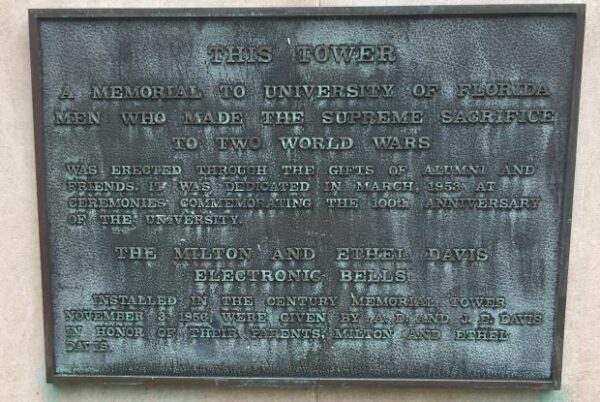 THIS TOWER
A MEMORIAL TO UNIVERSITY OF FLORIDA
MEN WHO MADE THE SUPREME SACRIFICE
TO TWO WORLD WARS
WAS ERECTED THROUGH THE GIFTS OF ALUMNI AND
FRIENDS. IT WAS DEDICATED IN MARCH, 1953 AT
CEREMONIES COMMEMORATING THE 100th ANNIVERSARY
OF THE UNIVERSITY.
THE MILTON AND ETHEL DAVIS
ELECTRONIC BELLS
INSTALLED IN THE CENTURY MEMORIAL TOWER
NOVEMBER 3, 1956, WERE GIVEN BY A. D. AND J. E. DAVIS
IN HONOR OF THEIR PARENTS, MILTON AND ETHEL
DAVIS.